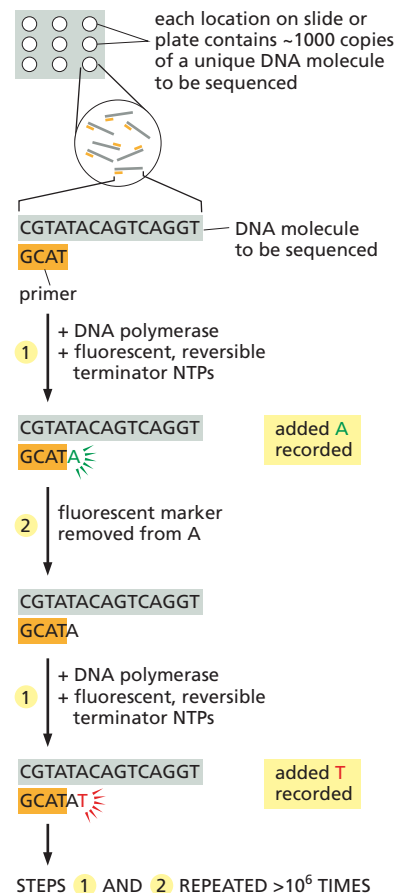 each location on slide or
plate contains ~1000 copies
of a unique DNA molecule
to be sequenced
CGTATACAGTCAGGT
DNA molecule
to be sequenced
GCAT
primer
1
+ DNA polymerase
+ fluorescent, reversible
terminator NTPs
CGTATACAGTCAGGT
GCATA
added A
recorded
2
fluorescent marker
removed from A
CGTATACAGTCAGGT
GCATA
1
+ DNA polymerase
+ fluorescent, reversible
terminator NTPs
CGTATACAGTCAGGT
GCATAT
added T
recorded
STEPS 1 AND 2 REPEATED >10⁶ TIMES